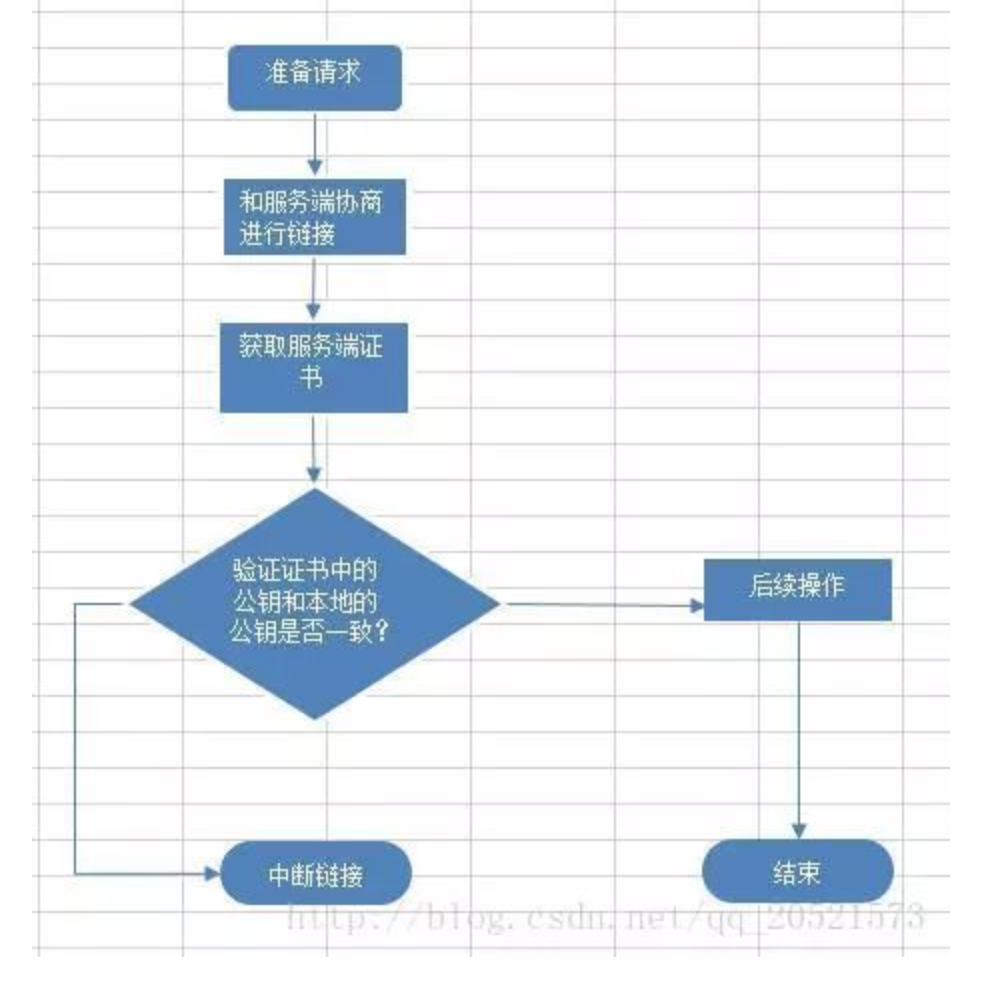 准备请求
和服务端协商
进行链接
获取服务端证
书
验证证书中的
公钥和本地的
公钥是否一致？
后续操作
中断链接
结束
http://blog.csdn.net/qq_20521573